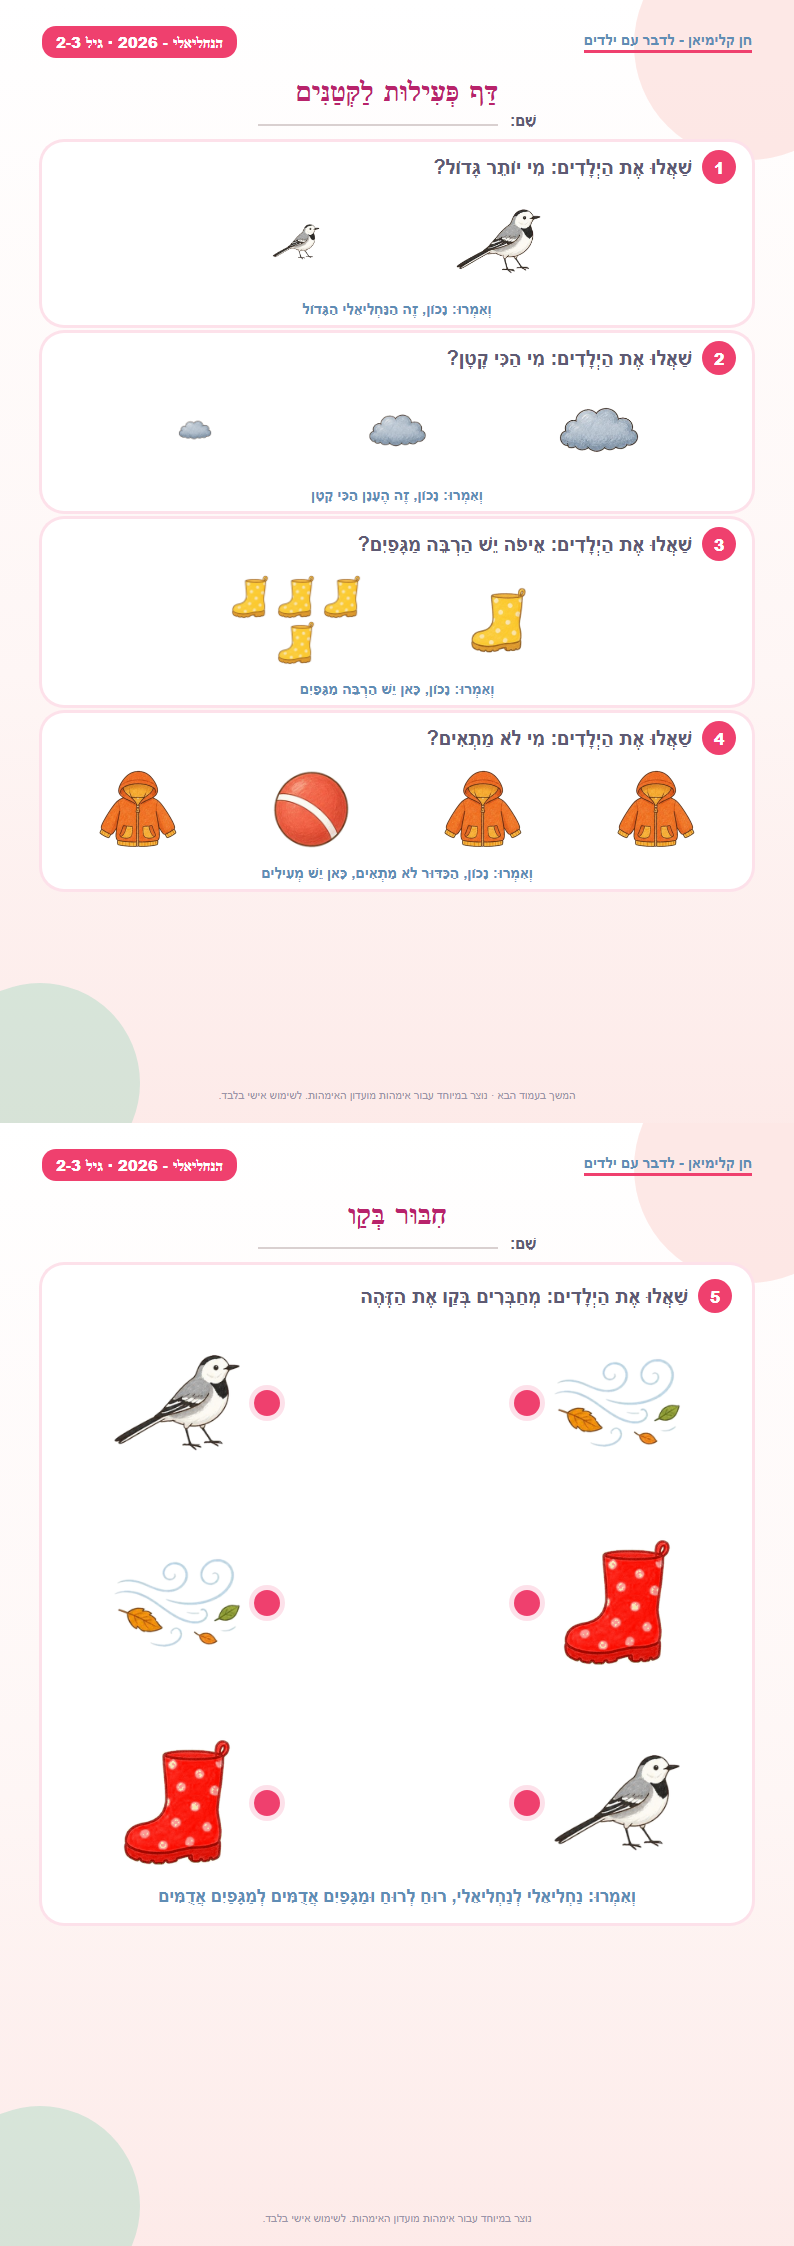 חן קלימיאן - לדבר עם ילדים
הנחליאלי - 2026 · גיל 2-3
דַּף פְּעִילוּת לַקְּטַנִּים
שֵׁם:
1 שַׁאֲלוּ אֶת הַיְלָדִים: מִי יוֹתֵר גָּדוֹל?
וְאִמְרוּ: נָכוֹן, זֶה הַנַּחְלִיאֵלִי הַגָּדוֹל
2 שַׁאֲלוּ אֶת הַיְלָדִים: מִי הַכִּי קָטָן?
וְאִמְרוּ: נָכוֹן, זֶה הֶעָנָן הַכִּי קָטָן
3 שַׁאֲלוּ אֶת הַיְלָדִים: אֵיפֹה יֵשׁ הַרְבֵּה מַגָּפַיִם?
וְאִמְרוּ: נָכוֹן, כָּאן יֵשׁ הַרְבֵּה מַגָּפַיִם
4 שַׁאֲלוּ אֶת הַיְלָדִים: מִי לֹא מַתְאִים?
וְאִמְרוּ: נָכוֹן, הַכַּדּוּר לֹא מַתְאִים, כָּאן יֵשׁ מְעִילִים
המשך בעמוד הבא · נוצר במיוחד עבור אימהות מועדון האימהות. לשימוש אישי בלבד.
חן קלימיאן - לדבר עם ילדים
הנחליאלי - 2026 · גיל 2-3
חִבּוּר בְּקַו
שֵׁם:
5 שַׁאֲלוּ אֶת הַיְלָדִים: מְחַבְּרִים בְּקַו אֶת הַזֵּהֶה
וְאִמְרוּ: נַחְלִיאֵלִי לְנַחְלִיאֵלִי, רוּחַ לְרוּחַ וּמַגָּפַיִם אֲדֻמִּים לְמַגָּפַיִם אֲדֻמִּים
נוצר במיוחד עבור אימהות מועדון האימהות. לשימוש אישי בלבד.